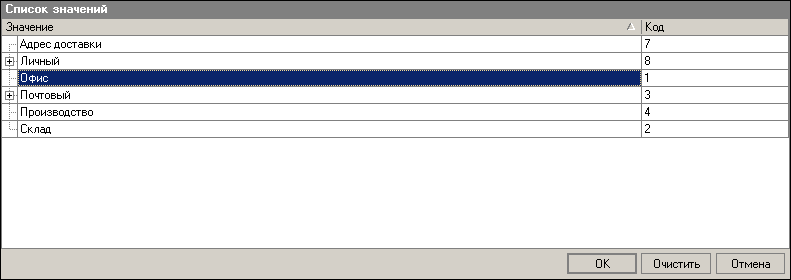 Список значений
Значение Код
Адрес доставки 7
Личный 8
Офис 1
Почтовый 3
Производство 4
Склад 2
OK Очистить Отмена